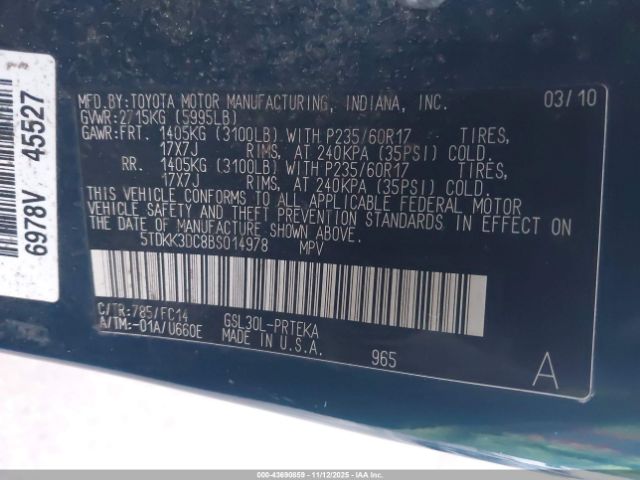 MFD.BY:TOYOTA MOTOR MANUFACTURING, INDIANA, INC. 03/10
GVWR:2715KG (5995LB)
GAWR:FRT. 1405KG (3100LB) WITH P235/60R17 TIRES,
17X7J RIMS, AT 240KPA (35PSI) COLD.
RR. 1405KG (3100LB) WITH P235/60R17 TIRES,
17X7J RIMS, AT 240KPA (35PSI) COLD.
THIS VEHICLE CONFORMS TO ALL APPLICABLE FEDERAL MOTOR
VEHICLE SAFETY AND THEFT PREVENTION STANDARDS IN EFFECT ON
THE DATE OF MANUFACTURE SHOWN ABOVE.
5TDKK3DC8BS014978 MPV
C/TR:785/FC14 GSL30L-PRTEKA
A/TM:-01A/U660E MADE IN U.S.A.
965 A
6978V 45527
000-43690859 - 11/12/2025 - IAAI.COM